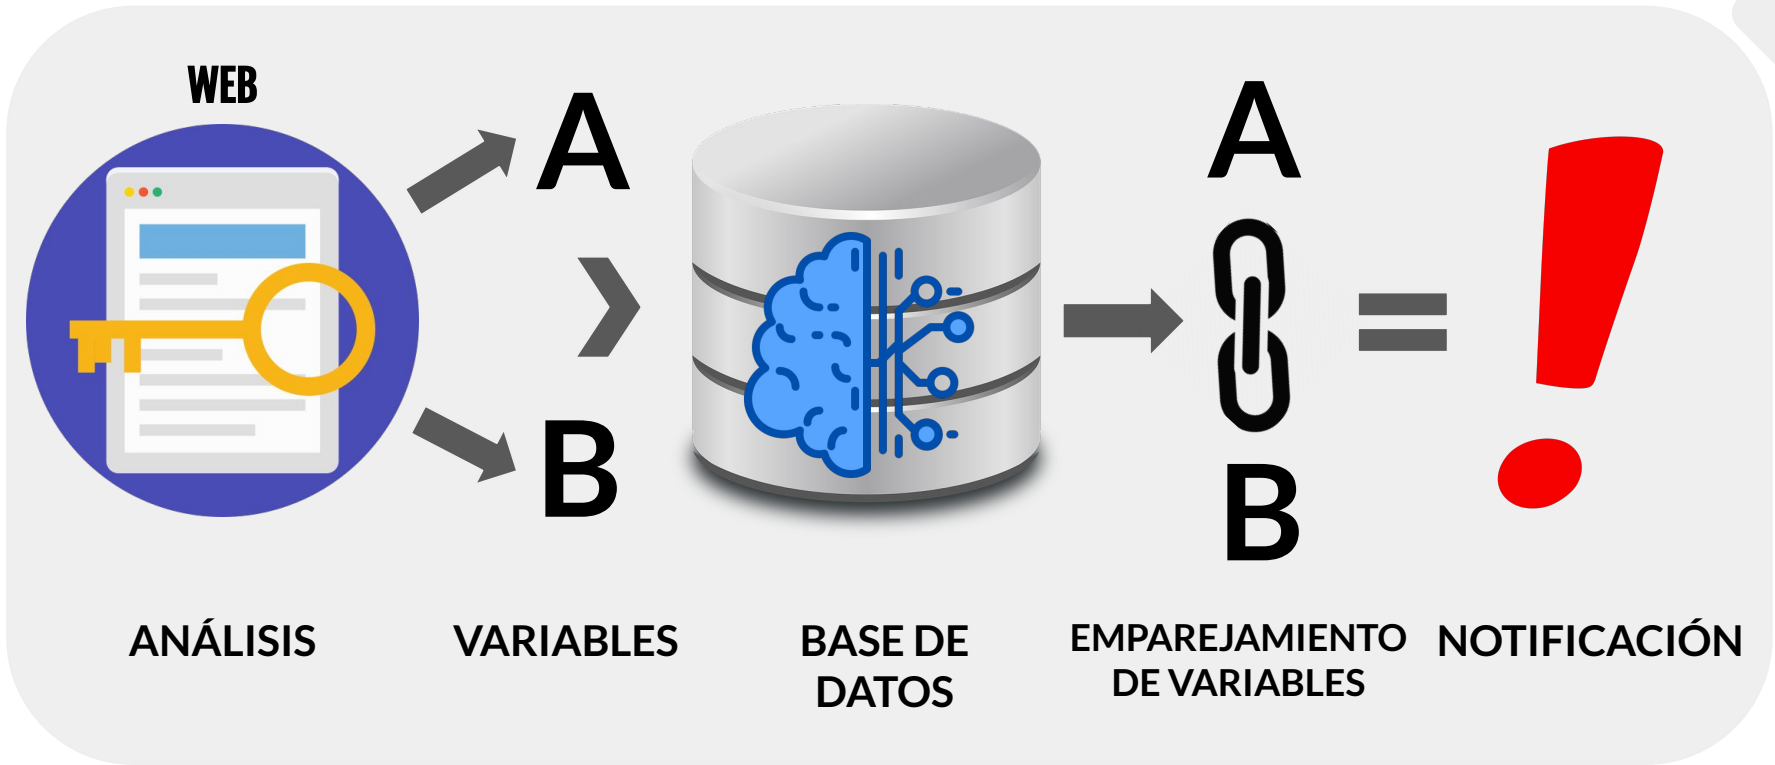 WEB
A
B
A
B
ANÁLISIS
VARIABLES
BASE DE
DATOS
EMPAREJAMIENTO
DE VARIABLES
NOTIFICACIÓN